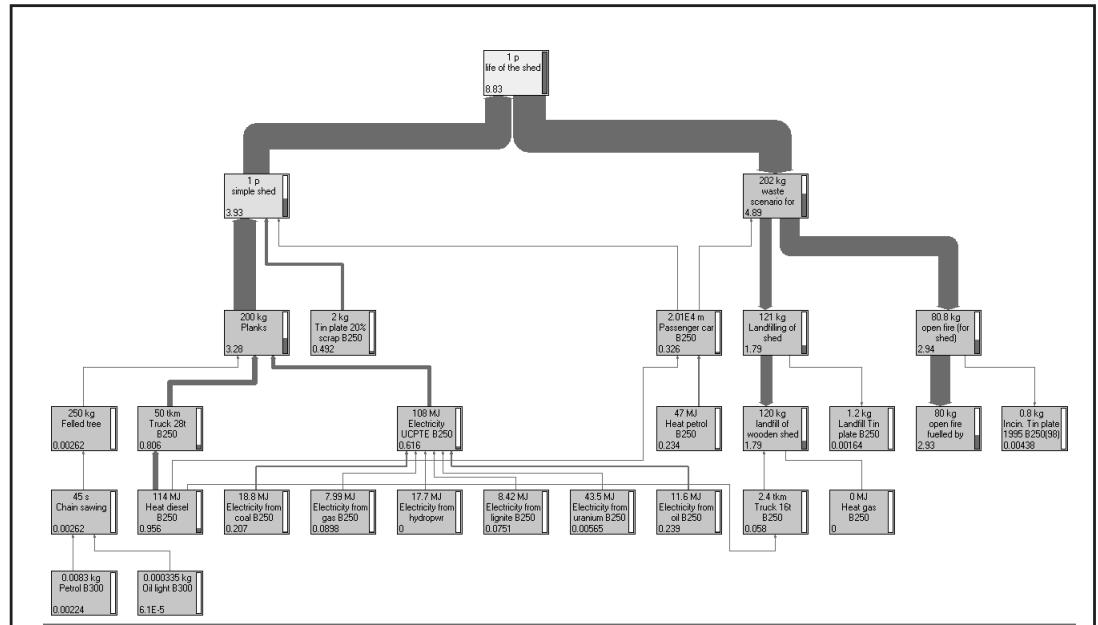 1 p
life of the shed
8.83
1 p
simple shed
3.93
202 kg
waste
scenario for
4.89
200 kg
Planks
3.28
2 kg
Tin plate 20%
scrap B250
0.492
2.01E4 m
Passenger car
B250
0.326
121 kg
Landfilling of
shed
1.79
80.8 kg
open fire (for
shed)
2.94
250 kg
Felled tree
0.00262
50 tkm
Truck 28t
B250
0.806
108 MJ
Electricity
UCPTE B250
0.616
47 MJ
Heat petrol
B250
0.234
120 kg
landfill of
wooden shed
1.79
1.2 kg
Landfill Tin
plate B250
0.00164
80 kg
open fire
fuelled by
2.93
0.8 kg
Incin. Tin plate
1995 B250(98)
0.00438
45 s
Chain sawing
0.00262
114 MJ
Heat diesel
B250
0.956
18.8 MJ
Electricity from
coal B250
0.207
7.99 MJ
Electricity from
gas B250
0.0898
17.7 MJ
Electricity from
hydropwr
0
8.42 MJ
Electricity from
lignite B250
0.0751
43.5 MJ
Electricity from
uranium B250
0.00565
11.6 MJ
Electricity from
oil B250
0.239
2.4 tkm
Truck 16t
B250
0.058
0 MJ
Heat gas
B250
0
0.0083 kg
Petrol B300
0.00224
0.000335 kg
Oil light B300
6.1E-5